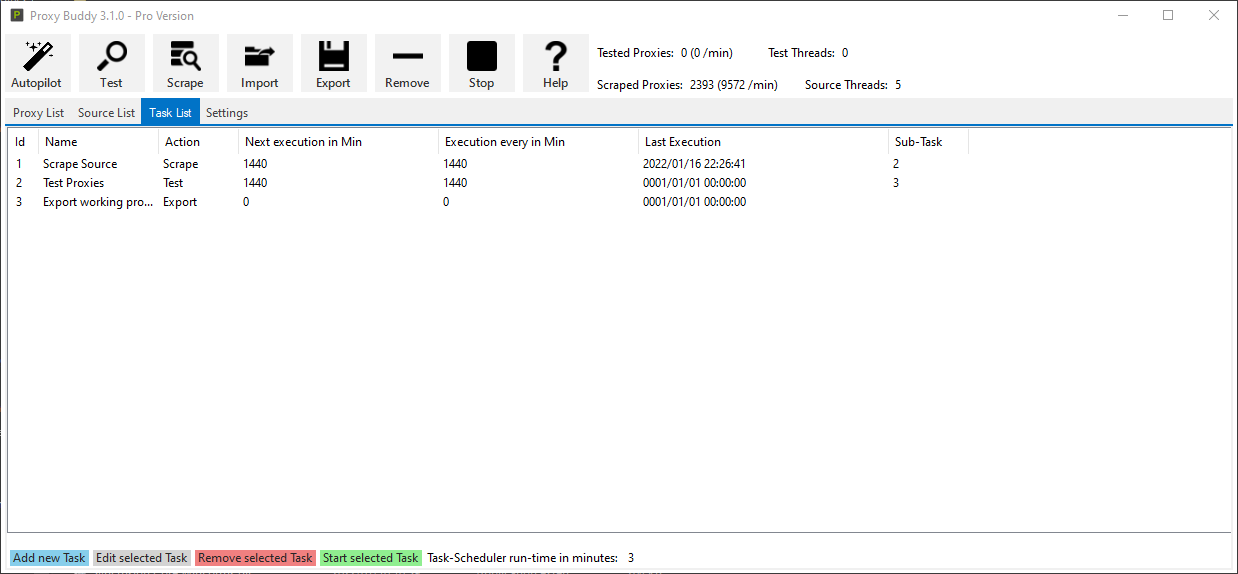 Proxy Buddy 3.1.0 - Pro Version
Autopilot Test Scrape Import Export Remove Stop Help
Tested Proxies: 0 (0 /min) Test Threads: 0
Scraped Proxies: 2393 (9572 /min) Source Threads: 5
Proxy List Source List Task List Settings
Id Name Action Next execution in Min Execution every in Min Last Execution Sub-Task
1 Scrape Source Scrape 1440 1440 2022/01/16 22:26:41 2
2 Test Proxies Test 1440 1440 0001/01/01 00:00:00 3
3 Export working pro... Export 0 0 0001/01/01 00:00:00
Add new Task Edit selected Task Remove selected Task Start selected Task Task-Scheduler run-time in minutes: 3